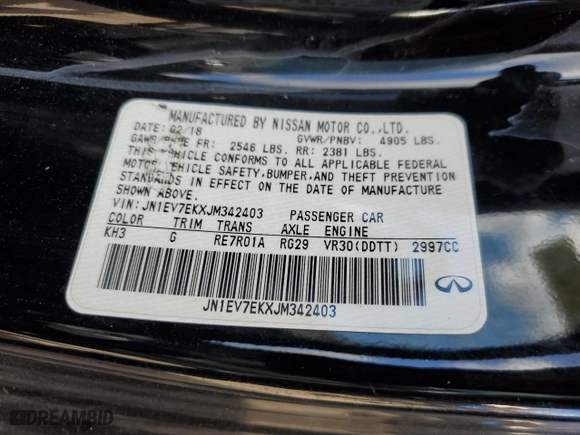 MANUFACTURED BY NISSAN MOTOR CO.,LTD.
DATE: 02/18 GVWR/PNBV: 4905 LBS.
GAWR/PNBE FR: 2546 LBS. RR: 2381 LBS.
THIS VEHICLE CONFORMS TO ALL APPLICABLE FEDERAL
MOTOR VEHICLE SAFETY, BUMPER, AND THEFT PREVENTION
STANDARDS IN EFFECT ON THE DATE OF MANUFACTURE
SHOWN ABOVE.
VIN: JN1EV7EKXJM342403 PASSENGER CAR
COLOR TRIM TRANS AXLE ENGINE
KH3 G RE7R01A RG29 VR30(DDTT) 2997CC
JN1EV7EKXJM342403
INFINITI
DREAMBID